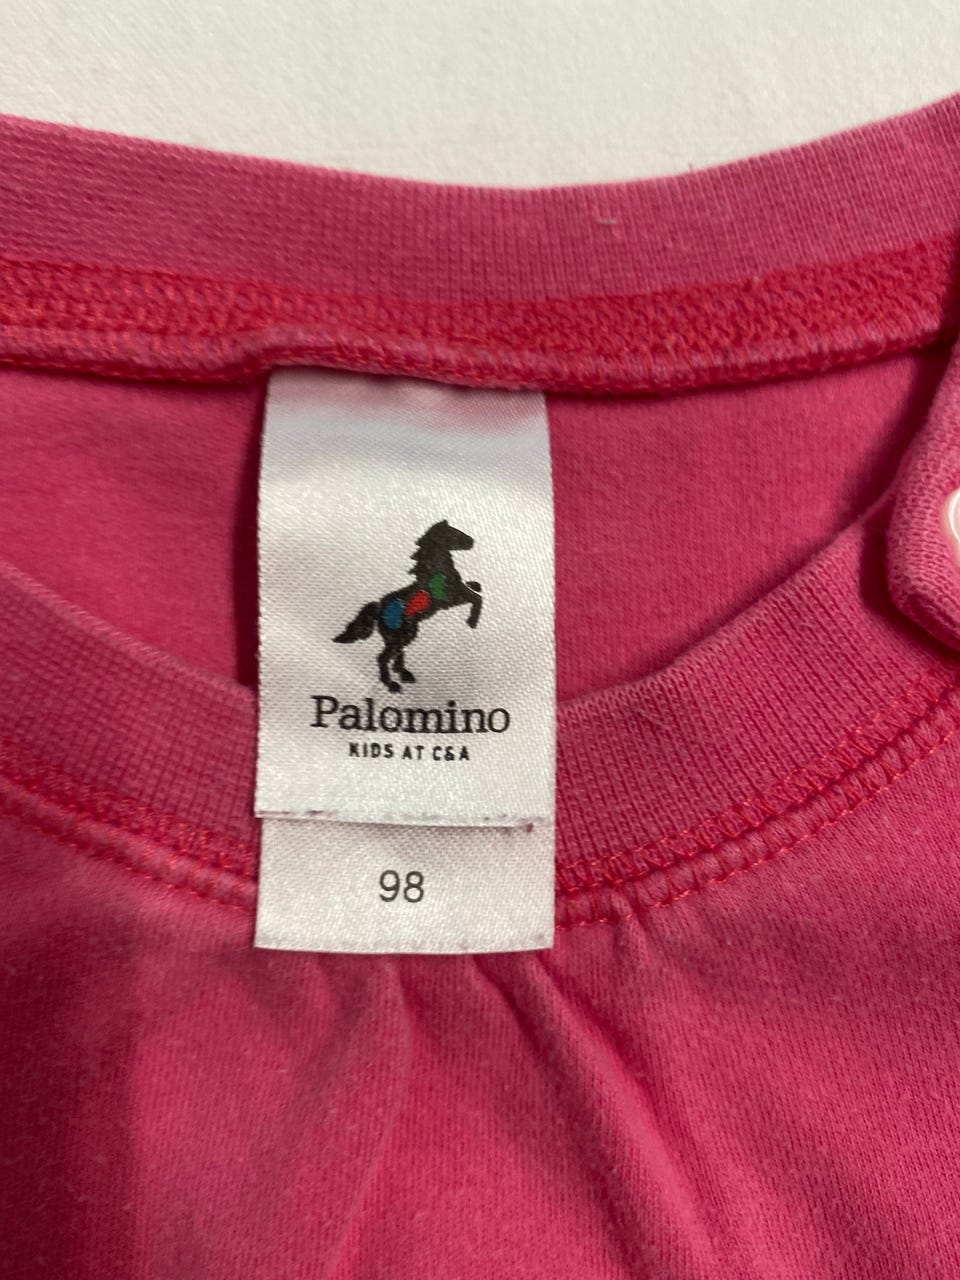 Palomino
KIDS AT C&A
98